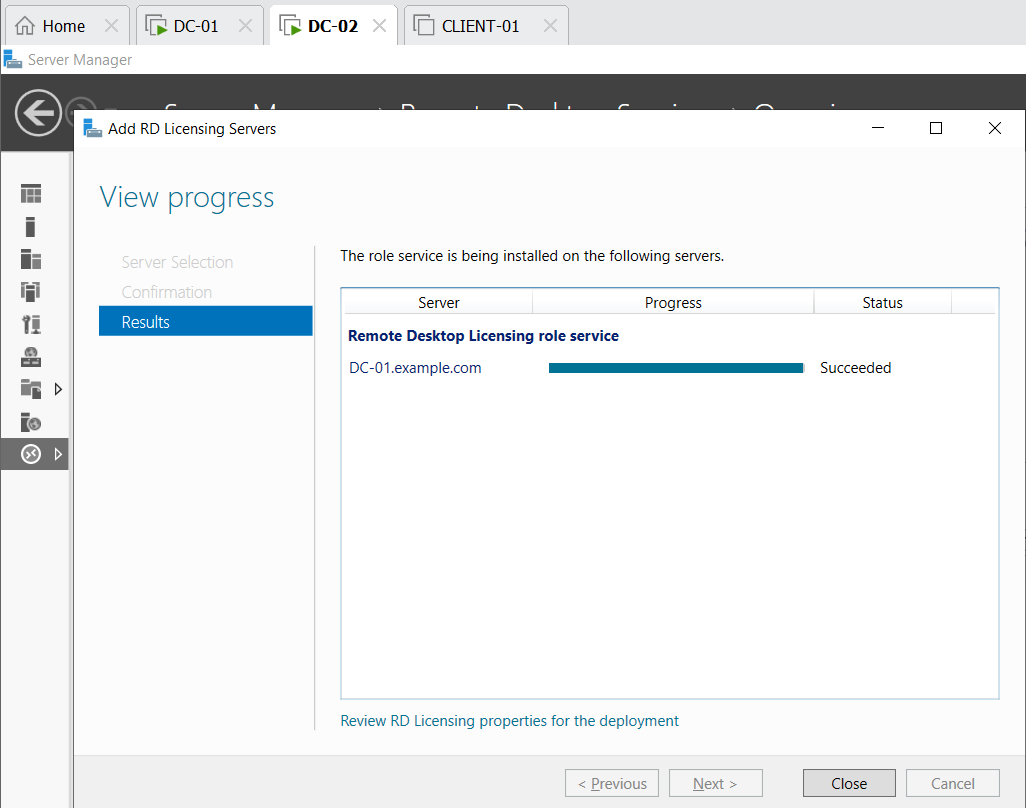 Home DC-01 DC-02 CLIENT-01
Server Manager
Add RD Licensing Servers
View progress
Server Selection
Confirmation
Results
The role service is being installed on the following servers.
Server Progress Status
Remote Desktop Licensing role service
DC-01.example.com Succeeded
Review RD Licensing properties for the deployment
< Previous Next > Close Cancel